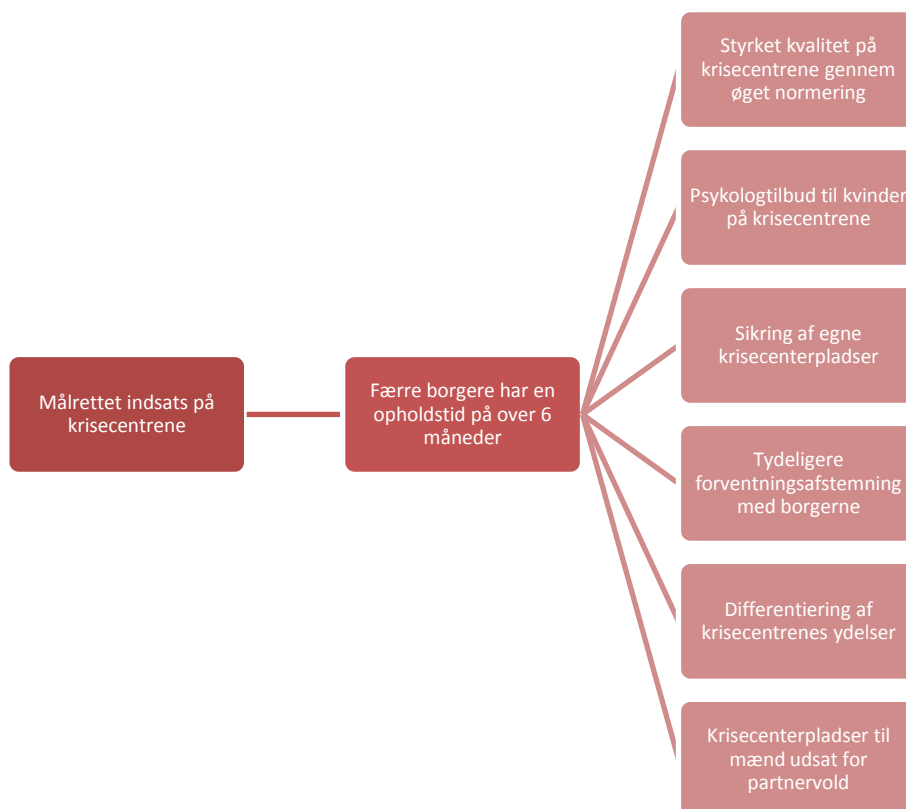 Styrket kvalitet på
krisecentrene gennem
øget normering
Psykologtilbud til kvinder
på krisecentrene
Sikring af egne
krisecenterpladser
Målrettet indsats på
krisecentrene
Færre borgere har en
opholdstid på over 6
måneder
Tydeligere
forventningsafstemning
med borgerne
Differentiering af
krisecentrenes ydelser
Krisecenterpladser til
mænd udsat for
partnervold